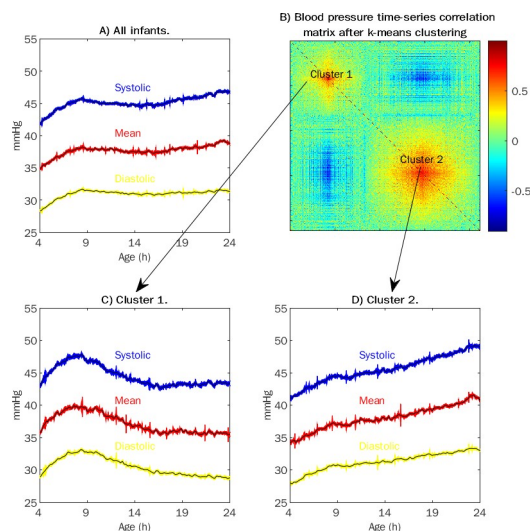 A) All infants.
55
50
45
40
35
30
25
mmHg
Systolic
Mean
Diastolic
4 9 14 19 24
Age (h)
B) Blood pressure time-series correlation
matrix after k-means clustering
Cluster 1
Cluster 2
0.5
0
-0.5
C) Cluster 1.
55
50
45
40
35
30
25
mmHg
Systolic
Mean
Diastolic
4 9 14 19 24
Age (h)
D) Cluster 2.
55
50
45
40
35
30
25
mmHg
Systolic
Mean
Diastolic
4 9 14 19 24
Age (h)